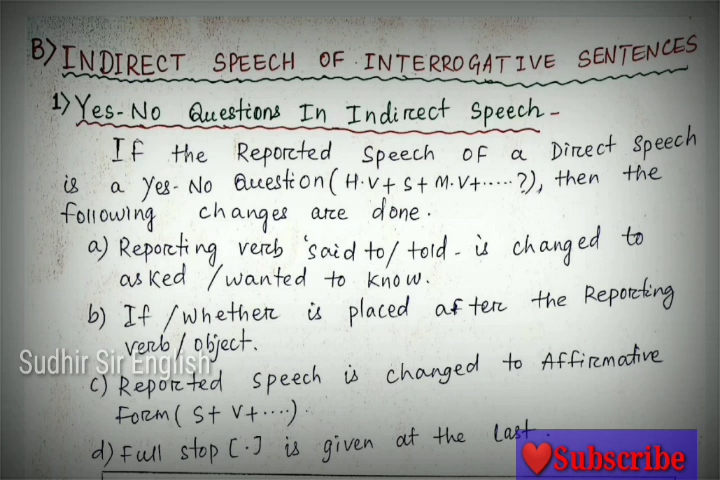 B) INDIRECT SPEECH OF INTERROGATIVE SENTENCES
1) Yes-No Questions In Indirect Speech -
If the Reported Speech OF a Direct speech
is a Yes-No Question ( H.V + S + M.V + ..... ? ), then the
following changes are done.
a) Reporting verb 'said to / told - is changed to
asked / wanted to know.
b) If / whether is placed after the Reporting
verb / object.
Sudhir Sir English
c) Reported speech is changed to Affirmative
Form ( S + V + .... ) .
d) Full stop [.] is given at the last.
Subscribe